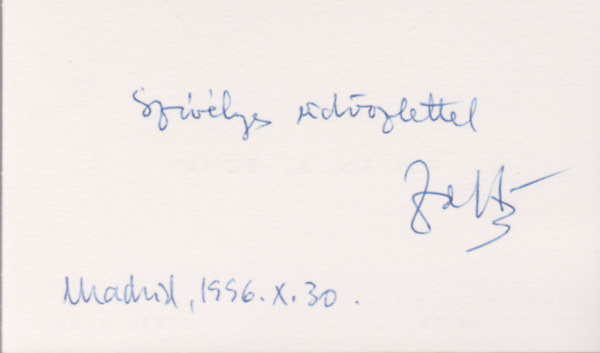 Szívélyes üdvözlettel
Madrid, 1996.X.30.